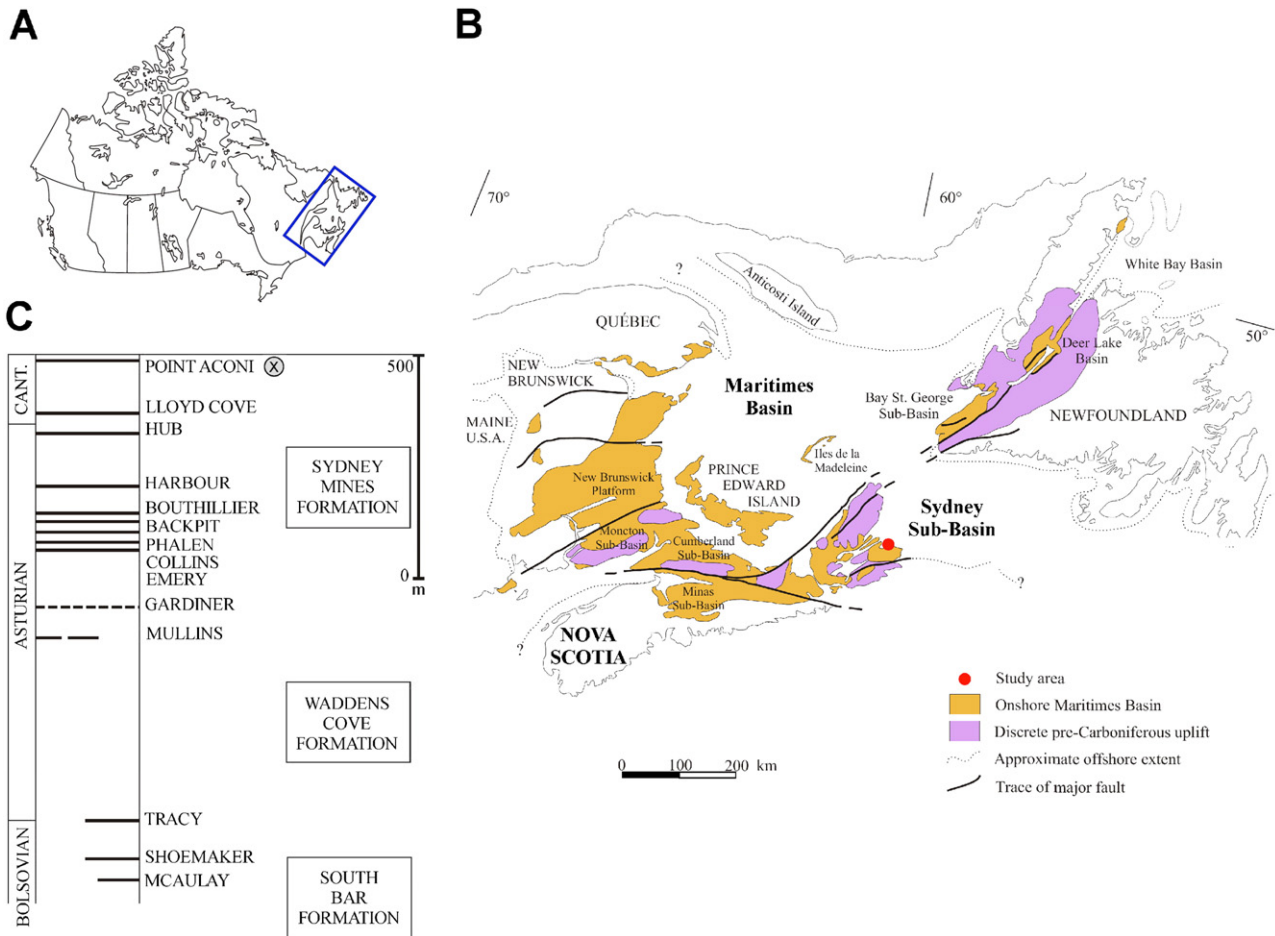 A
B
70°
60°
?
White Bay Basin
Anticosti Island
50°
QUÉBEC
Deer Lake
Basin
NEW
BRUNSWICK
Maritimes
Basin
Bay St. George
Sub-Basin
NEWFOUNDLAND
MAINE
U.S.A.
Iles de la
Madeleine
PRINCE
EDWARD
ISLAND
New Brunswick
Platform
Sydney
Sub-Basin
Moncton
Sub-Basin
Cumberland
Sub-Basin
?
Minas
Sub-Basin
?
NOVA
SCOTIA
Study area
Onshore Maritimes Basin
Discrete pre-Carboniferous uplift
Approximate offshore extent
Trace of major fault
0 100 200 km
C
CANT.
ASTURIAN
BOLSOVIAN
POINT ACONI X
LLOYD COVE
HUB
HARBOUR
BOUTHILLIER
BACKPIT
PHALEN
COLLINS
EMERY
GARDINER
MULLINS
TRACY
SHOEMAKER
MCAULAY
500
0
m
SYDNEY
MINES
FORMATION
WADDENS
COVE
FORMATION
SOUTH
BAR
FORMATION